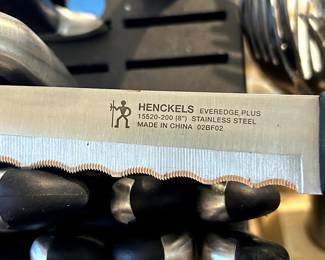 HENCKELS EVEREDGE PLUS
15520-200 (8") STAINLESS STEEL
MADE IN CHINA 02BF02